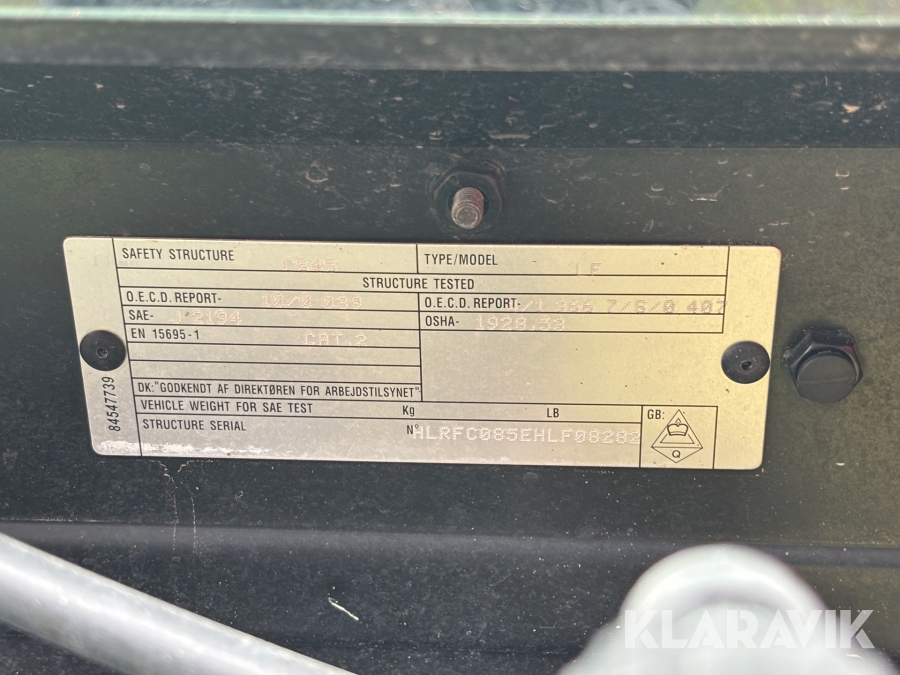 SAFETY STRUCTURE
TYPE/MODEL LF
STRUCTURE TESTED
O.E.C.D. REPORT- 10/0 039
O.E.C.D. REPORT-
SAE- J 2194
OSHA- 1928.53
EN 15695-1 CAT.2
DK:"GODKENDT AF DIREKTØREN FOR ARBEJDSTILSYNET"
VEHICLE WEIGHT FOR SAE TEST Kg LB
STRUCTURE SERIAL N° HLRFC085EHLF08282
GB:
Q
84547739
KLARAVIK